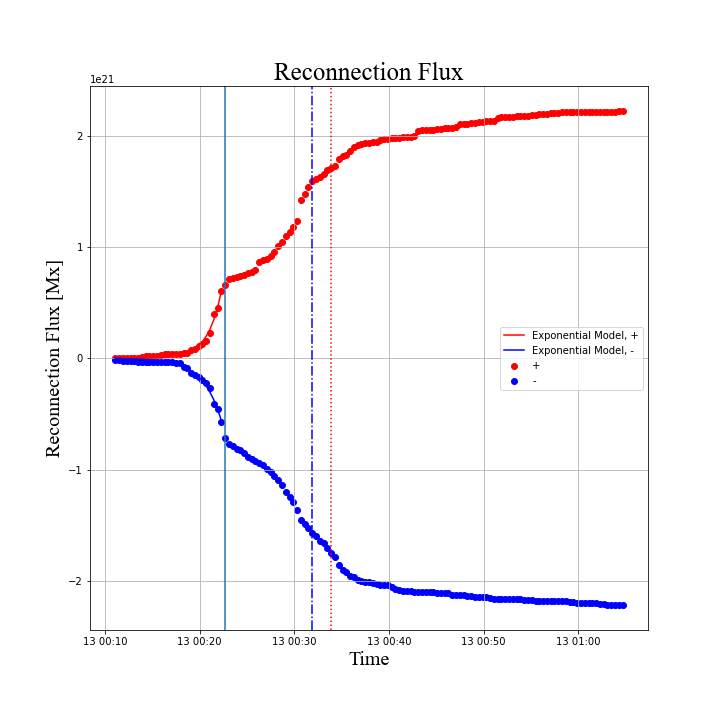 Reconnection Flux
1e21
2
1
0
−1
−2
Reconnection Flux [Mx]
Exponential Model, +
Exponential Model, -
+
-
13 00:10 13 00:20 13 00:30 13 00:40 13 00:50 13 01:00
Time